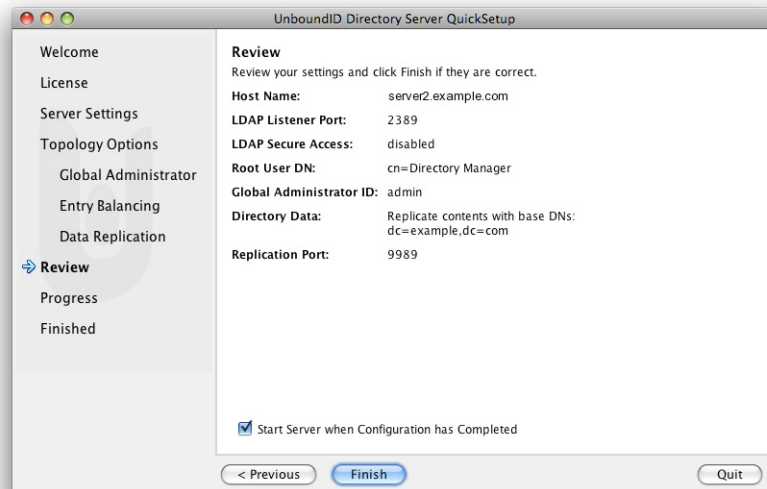 UnboundID Directory Server QuickSetup
Welcome
License
Server Settings
Topology Options
Global Administrator
Entry Balancing
Data Replication
Review
Progress
Finished
Review
Review your settings and click Finish if they are correct.
Host Name: server2.example.com
LDAP Listener Port: 2389
LDAP Secure Access: disabled
Root User DN: cn=Directory Manager
Global Administrator ID: admin
Directory Data: Replicate contents with base DNs:
dc=example,dc=com
Replication Port: 9989
Start Server when Configuration has Completed
< Previous Finish Quit